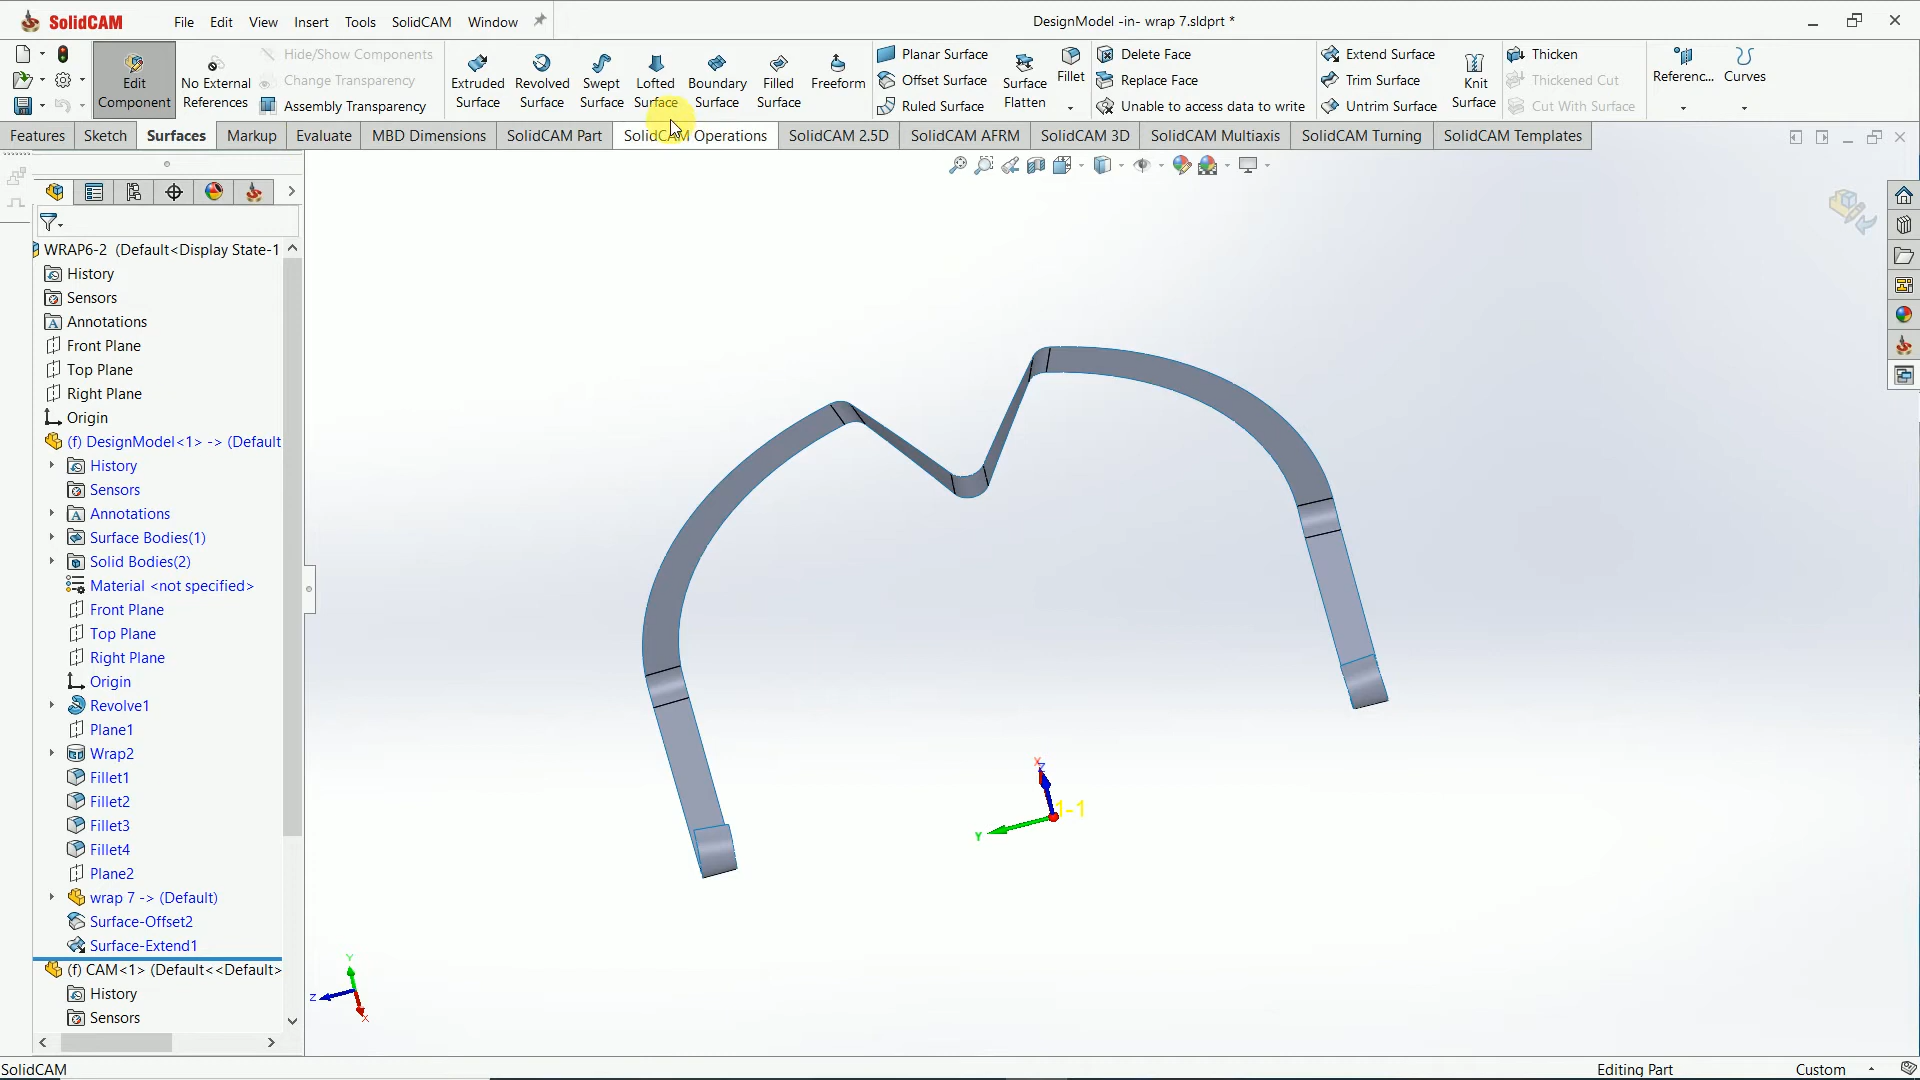 SolidCAM File Edit View Insert Tools SolidCAM Window DesignModel -in- wrap 7.sldprt *
Edit Component
No External References
Hide/Show Components
Change Transparency
Assembly Transparency
Extruded Surface
Revolved Surface
Swept Surface
Lofted Surface
Boundary Surface
Filled Surface
Freeform
Planar Surface
Offset Surface
Ruled Surface
Surface Flatten
Fillet
Delete Face
Replace Face
Unable to access data to write
Extend Surface
Trim Surface
Untrim Surface
Knit Surface
Thicken
Thickened Cut
Cut With Surface
Referenc...
Curves
Features Sketch Surfaces Markup Evaluate MBD Dimensions SolidCAM Part SolidCAM Operations SolidCAM 2.5D SolidCAM AFRM SolidCAM 3D SolidCAM Multiaxis SolidCAM Turning SolidCAM Templates
WRAP6-2 (Default<Display State-1
History
Sensors
Annotations
Front Plane
Top Plane
Right Plane
Origin
(f) DesignModel<1> -> (Default
History
Sensors
Annotations
Surface Bodies(1)
Solid Bodies(2)
Material <not specified>
Front Plane
Top Plane
Right Plane
Origin
Revolve1
Plane1
Wrap2
Fillet1
Fillet2
Fillet3
Fillet4
Plane2
wrap 7 -> (Default)
Surface-Offset2
Surface-Extend1
(f) CAM<1> (Default<<Default>
History
Sensors
X
Z
1-1
Y
Y
Z
X
SolidCAM Editing Part Custom